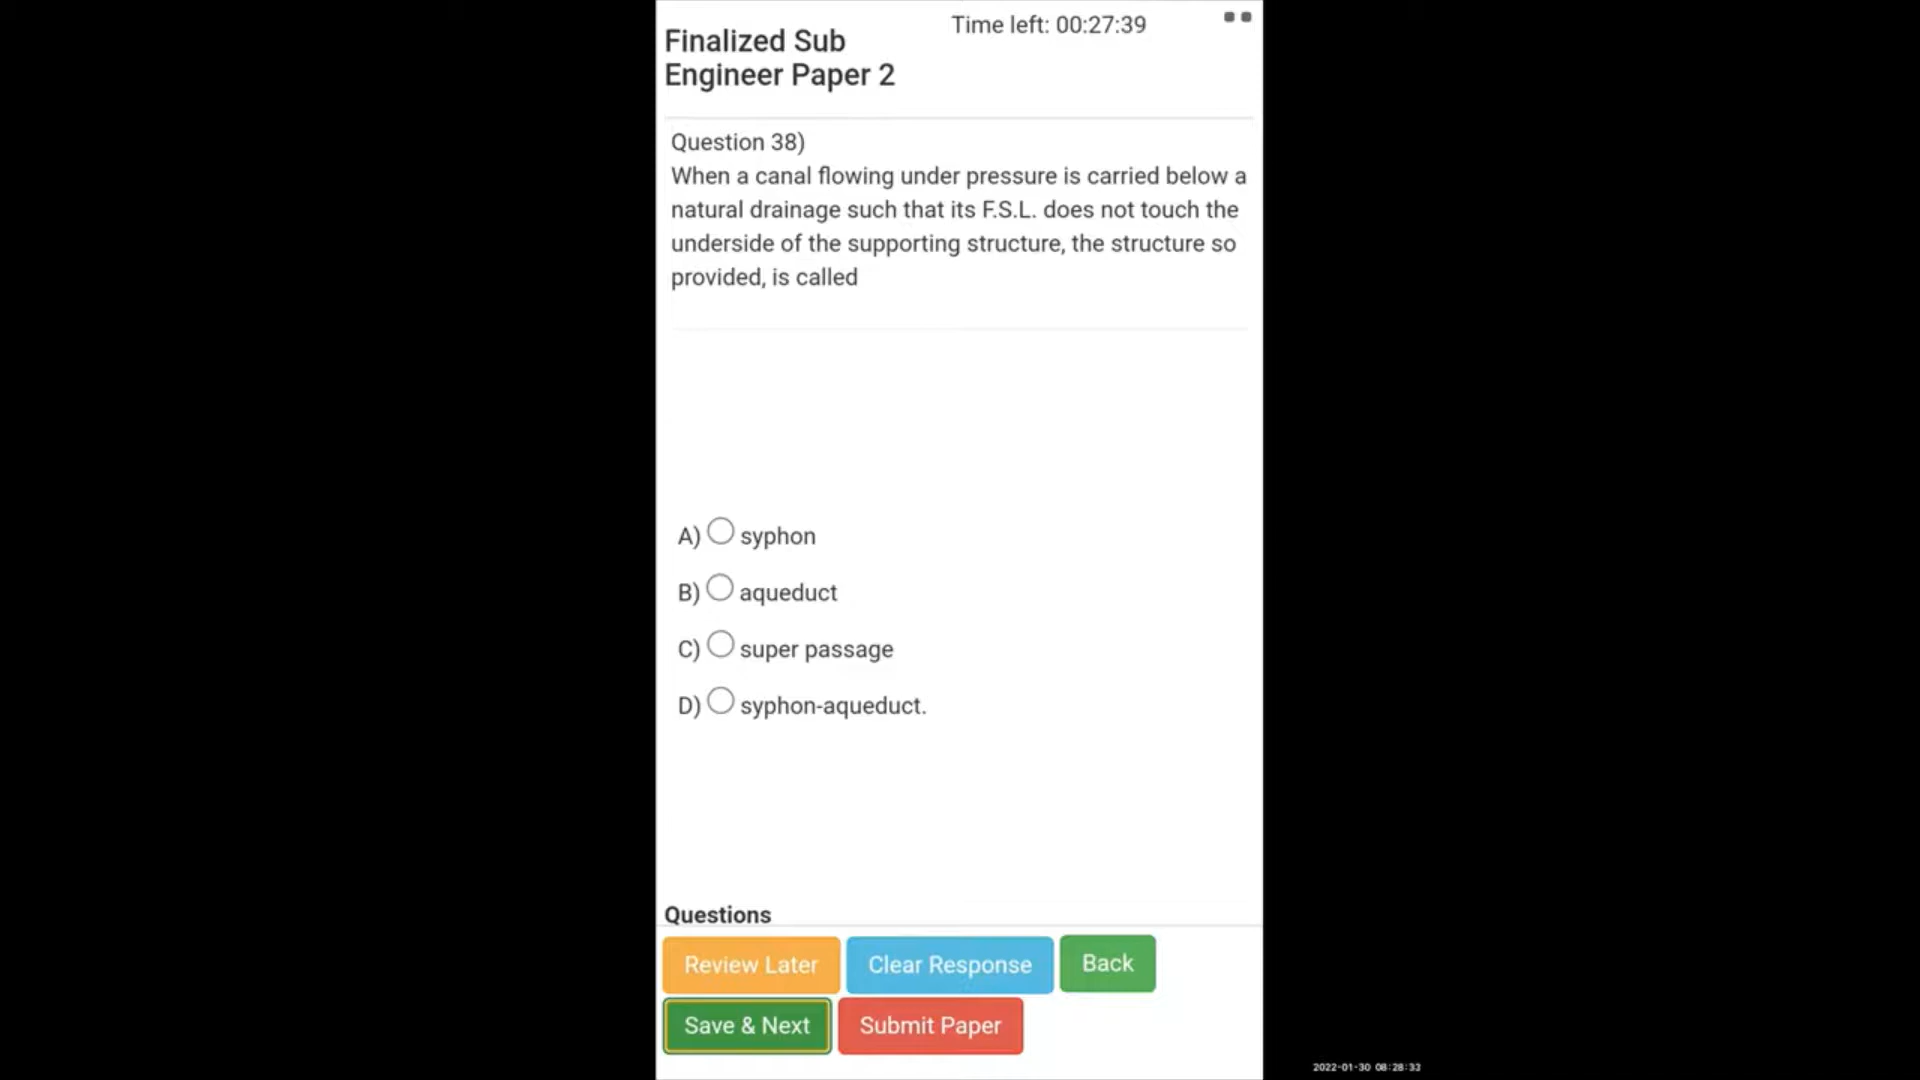 Time left: 00:27:39
Finalized Sub
Engineer Paper 2
Question 38)
When a canal flowing under pressure is carried below a
natural drainage such that its F.S.L. does not touch the
underside of the supporting structure, the structure so
provided, is called
A) syphon
B) aqueduct
C) super passage
D) syphon-aqueduct.
Questions
Review Later
Clear Response
Back
Save & Next
Submit Paper
2022-01-30 08:28:33